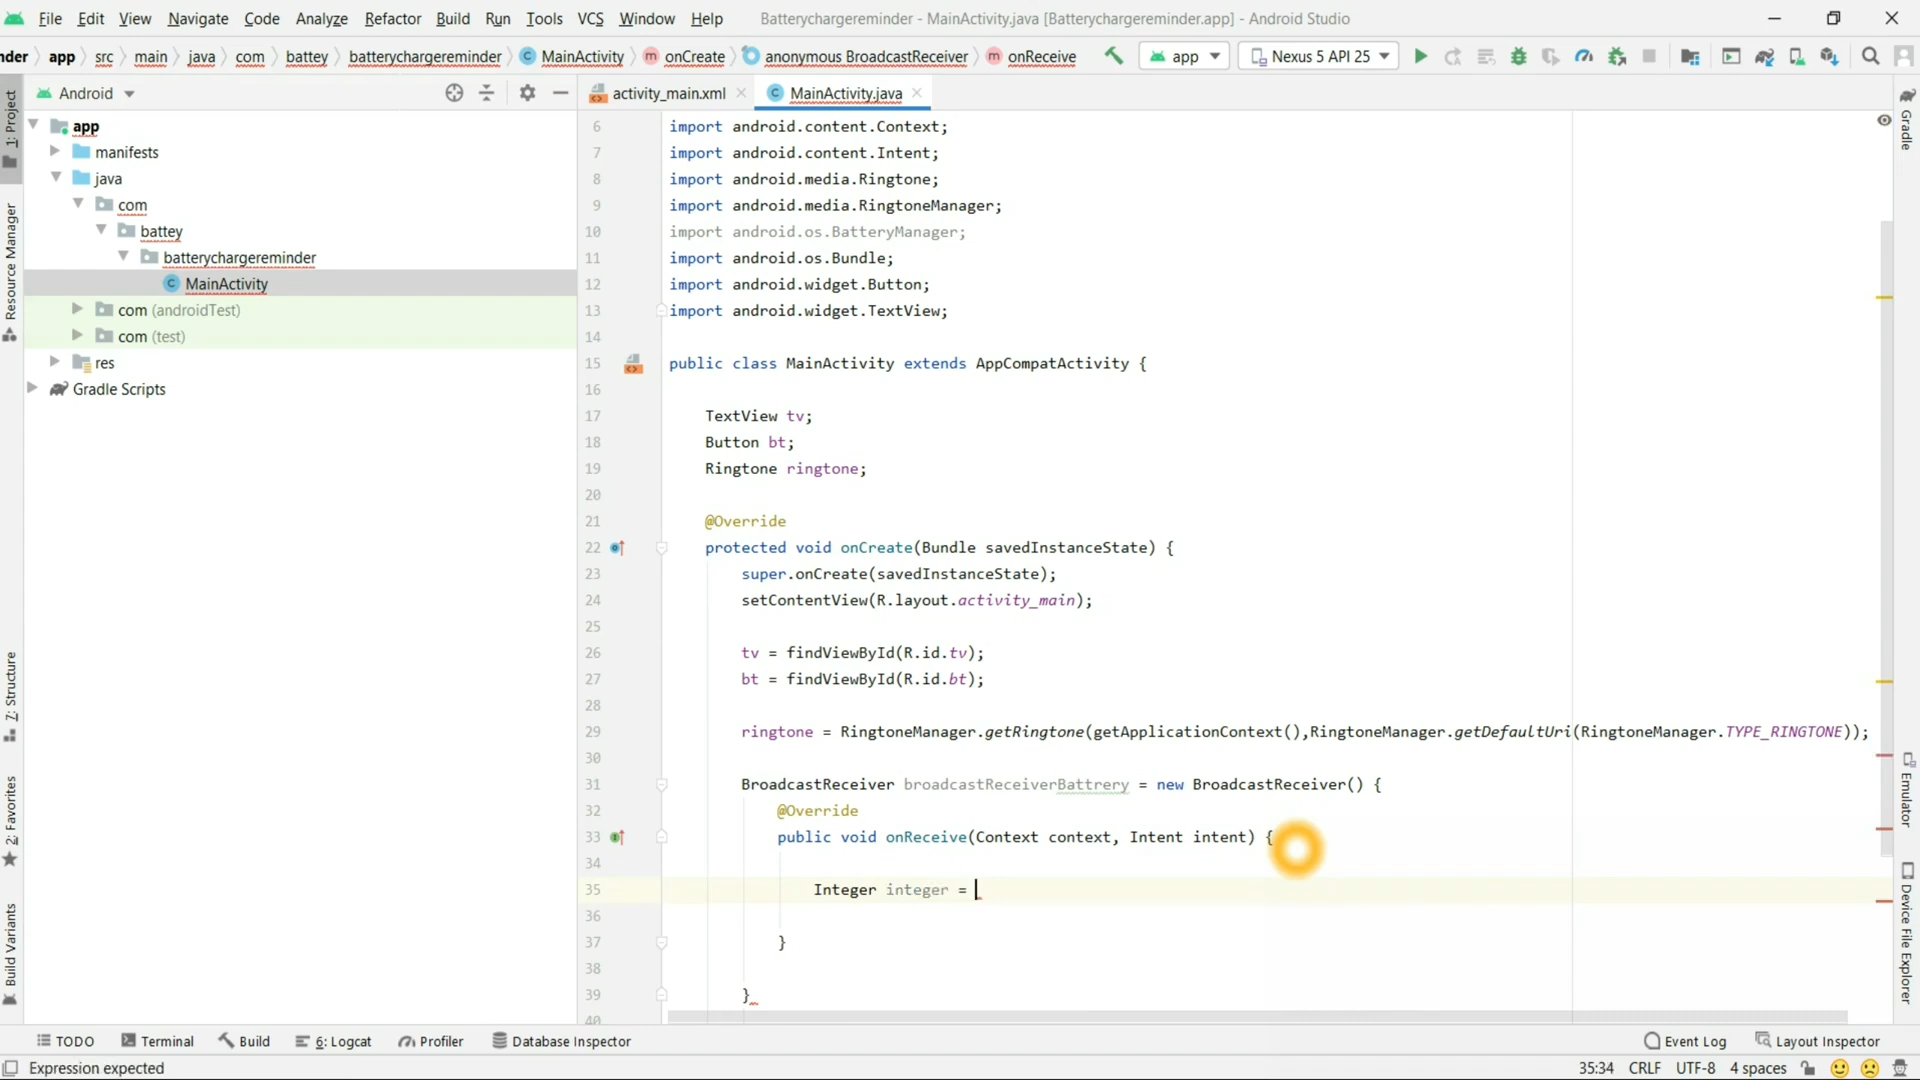 File Edit View Navigate Code Analyze Refactor Build Run Tools VCS Window Help Batterychargereminder - MainActivity.java [Batterychargereminder.app] - Android Studio
nder app src main java com battey batterychargereminder MainActivity onCreate anonymous BroadcastReceiver onReceive app Nexus 5 API 25
Android
activity_main.xml
MainActivity.java
1: Project
Resource Manager
7: Structure
2: Favorites
Build Variants
app
manifests
java
com
battey
batterychargereminder
MainActivity
com (androidTest)
com (test)
res
Gradle Scripts
6 import android.content.Context;
7 import android.content.Intent;
8 import android.media.Ringtone;
9 import android.media.RingtoneManager;
10 import android.os.BatteryManager;
11 import android.os.Bundle;
12 import android.widget.Button;
13 import android.widget.TextView;
14
15 public class MainActivity extends AppCompatActivity {
16
17 TextView tv;
18 Button bt;
19 Ringtone ringtone;
20
21 @Override
22 protected void onCreate(Bundle savedInstanceState) {
23 super.onCreate(savedInstanceState);
24 setContentView(R.layout.activity_main);
25
26 tv = findViewById(R.id.tv);
27 bt = findViewById(R.id.bt);
28
29 ringtone = RingtoneManager.getRingtone(getApplicationContext(),RingtoneManager.getDefaultUri(RingtoneManager.TYPE_RINGTONE));
30
31 BroadcastReceiver broadcastReceiverBattrery = new BroadcastReceiver() {
32 @Override
33 public void onReceive(Context context, Intent intent) {
34
35 Integer integer =
36
37 }
38
39 }
40
Gradle
Emulator
Device File Explorer
TODO Terminal Build 6: Logcat Profiler Database Inspector Event Log Layout Inspector
Expression expected 35:34 CRLF UTF-8 4 spaces